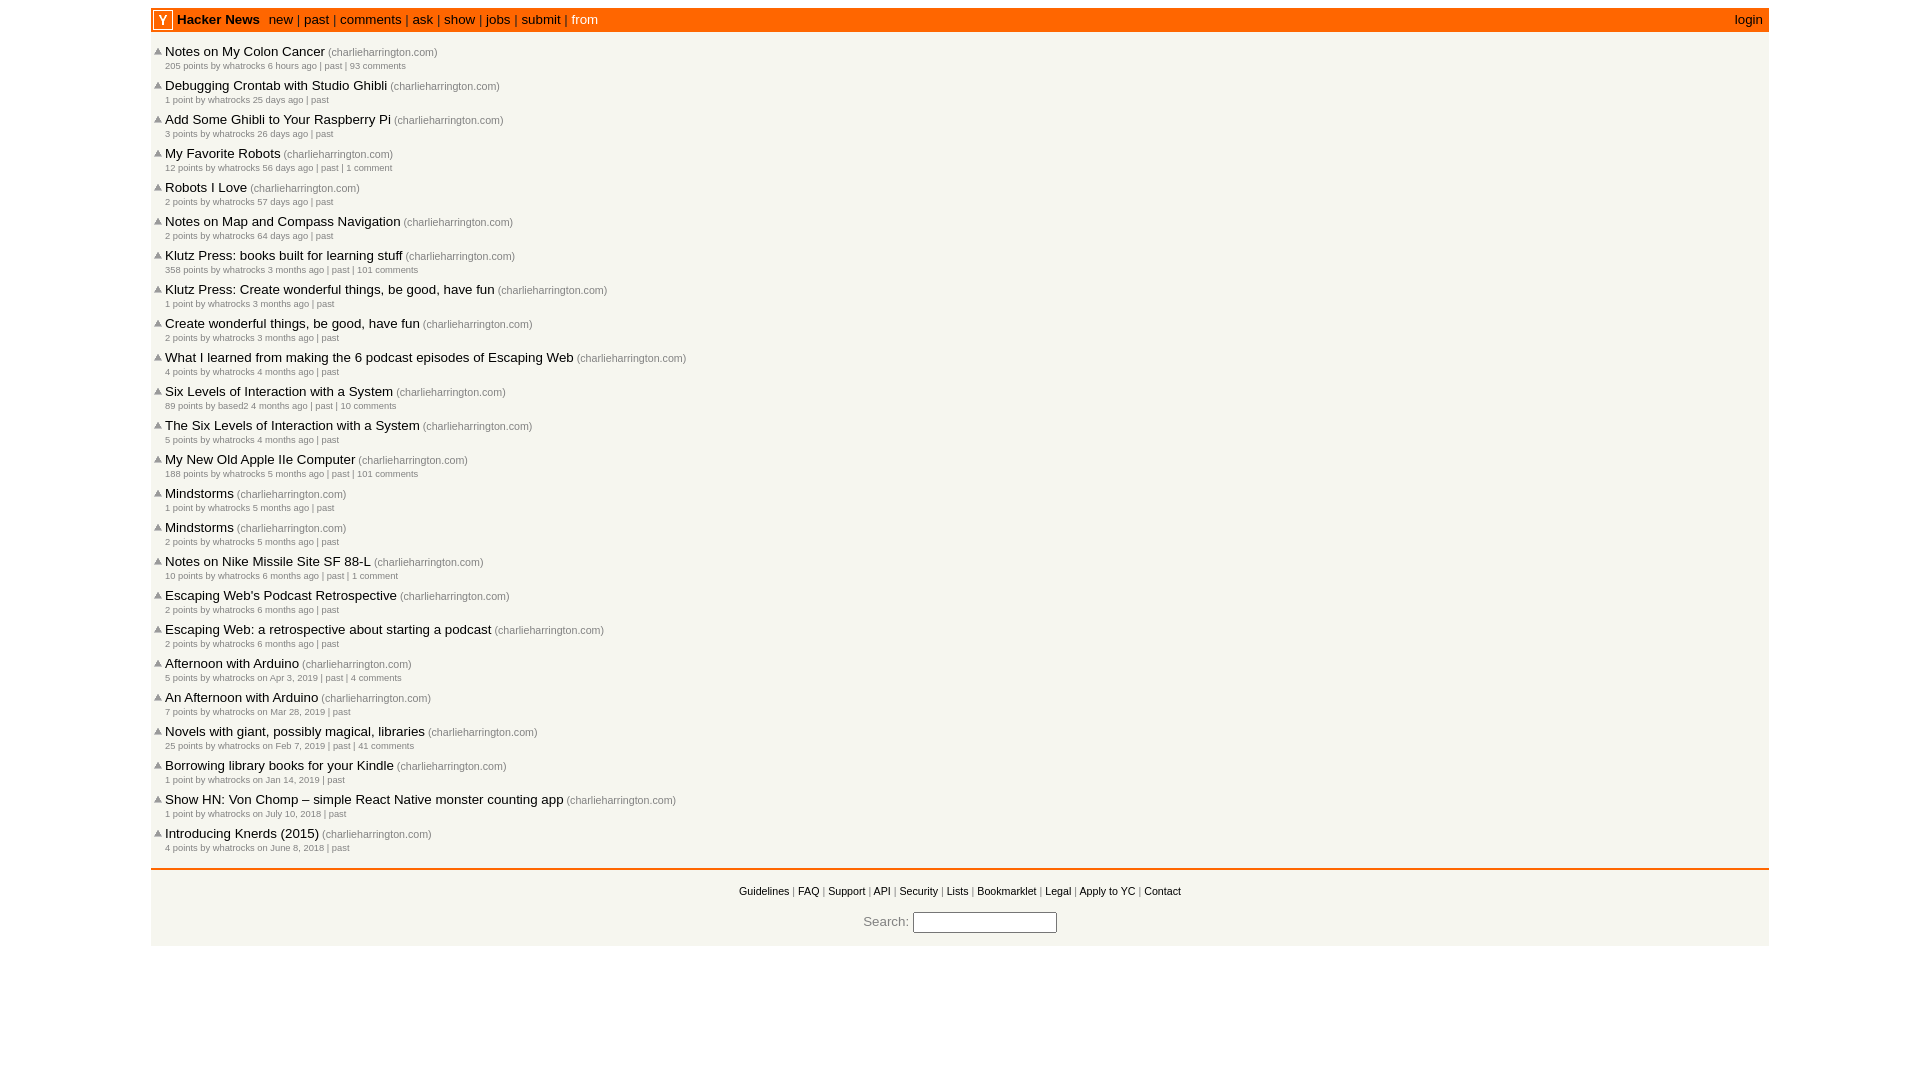 Y Hacker News new | past | comments | ask | show | jobs | submit | from login
Notes on My Colon Cancer (charlieharrington.com)
205 points by whatrocks 6 hours ago | past | 93 comments
Debugging Crontab with Studio Ghibli (charlieharrington.com)
1 point by whatrocks 25 days ago | past
Add Some Ghibli to Your Raspberry Pi (charlieharrington.com)
3 points by whatrocks 26 days ago | past
My Favorite Robots (charlieharrington.com)
12 points by whatrocks 56 days ago | past | 1 comment
Robots I Love (charlieharrington.com)
2 points by whatrocks 57 days ago | past
Notes on Map and Compass Navigation (charlieharrington.com)
2 points by whatrocks 64 days ago | past
Klutz Press: books built for learning stuff (charlieharrington.com)
358 points by whatrocks 3 months ago | past | 101 comments
Klutz Press: Create wonderful things, be good, have fun (charlieharrington.com)
1 point by whatrocks 3 months ago | past
Create wonderful things, be good, have fun (charlieharrington.com)
2 points by whatrocks 3 months ago | past
What I learned from making the 6 podcast episodes of Escaping Web (charlieharrington.com)
4 points by whatrocks 4 months ago | past
Six Levels of Interaction with a System (charlieharrington.com)
89 points by based2 4 months ago | past | 10 comments
The Six Levels of Interaction with a System (charlieharrington.com)
5 points by whatrocks 4 months ago | past
My New Old Apple IIe Computer (charlieharrington.com)
188 points by whatrocks 5 months ago | past | 101 comments
Mindstorms (charlieharrington.com)
1 point by whatrocks 5 months ago | past
Mindstorms (charlieharrington.com)
2 points by whatrocks 5 months ago | past
Notes on Nike Missile Site SF 88-L (charlieharrington.com)
10 points by whatrocks 6 months ago | past | 1 comment
Escaping Web's Podcast Retrospective (charlieharrington.com)
2 points by whatrocks 6 months ago | past
Escaping Web: a retrospective about starting a podcast (charlieharrington.com)
2 points by whatrocks 6 months ago | past
Afternoon with Arduino (charlieharrington.com)
5 points by whatrocks on Apr 3, 2019 | past | 4 comments
An Afternoon with Arduino (charlieharrington.com)
7 points by whatrocks on Mar 28, 2019 | past
Novels with giant, possibly magical, libraries (charlieharrington.com)
25 points by whatrocks on Feb 7, 2019 | past | 41 comments
Borrowing library books for your Kindle (charlieharrington.com)
1 point by whatrocks on Jan 14, 2019 | past
Show HN: Von Chomp – simple React Native monster counting app (charlieharrington.com)
1 point by whatrocks on July 10, 2018 | past
Introducing Knerds (2015) (charlieharrington.com)
4 points by whatrocks on June 8, 2018 | past
Guidelines | FAQ | Support | API | Security | Lists | Bookmarklet | Legal | Apply to YC | Contact
Search: